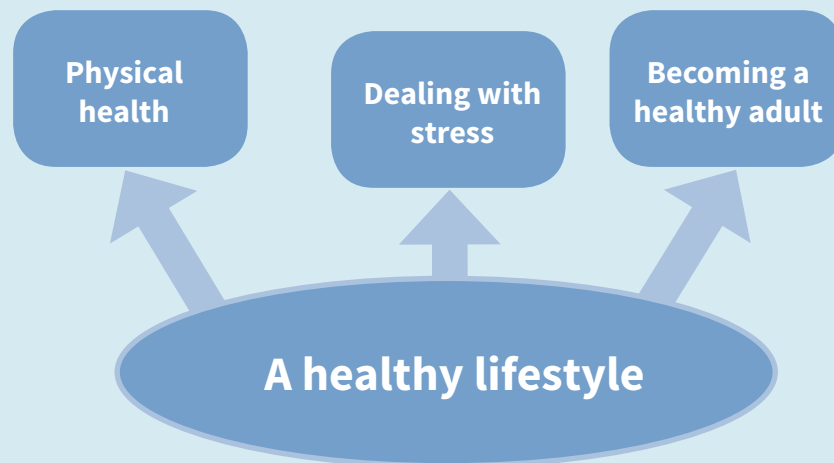 Physical
health
Dealing with
stress
Becoming a
healthy adult
A healthy lifestyle